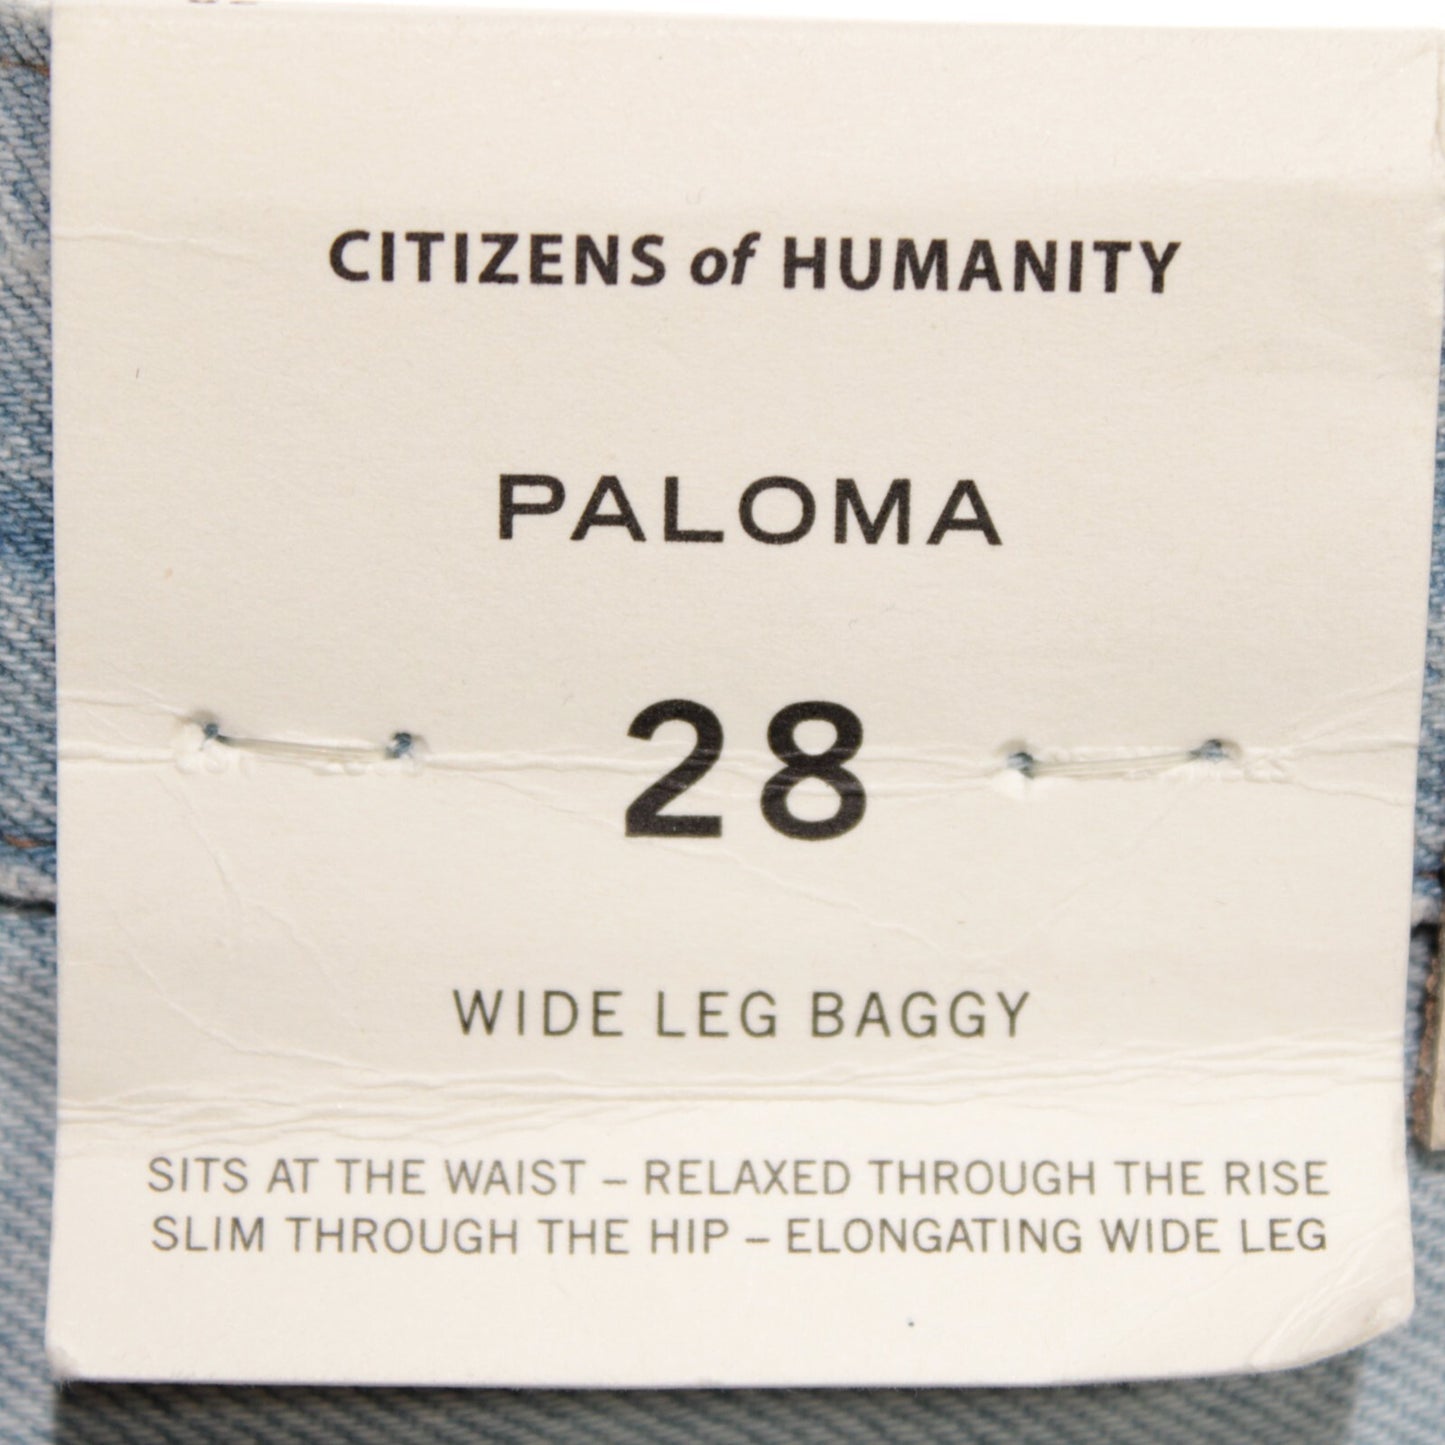 CITIZENS of HUMANITY
PALOMA
28
WIDE LEG BAGGY
SITS AT THE WAIST – RELAXED THROUGH THE RISE
SLIM THROUGH THE HIP – ELONGATING WIDE LEG